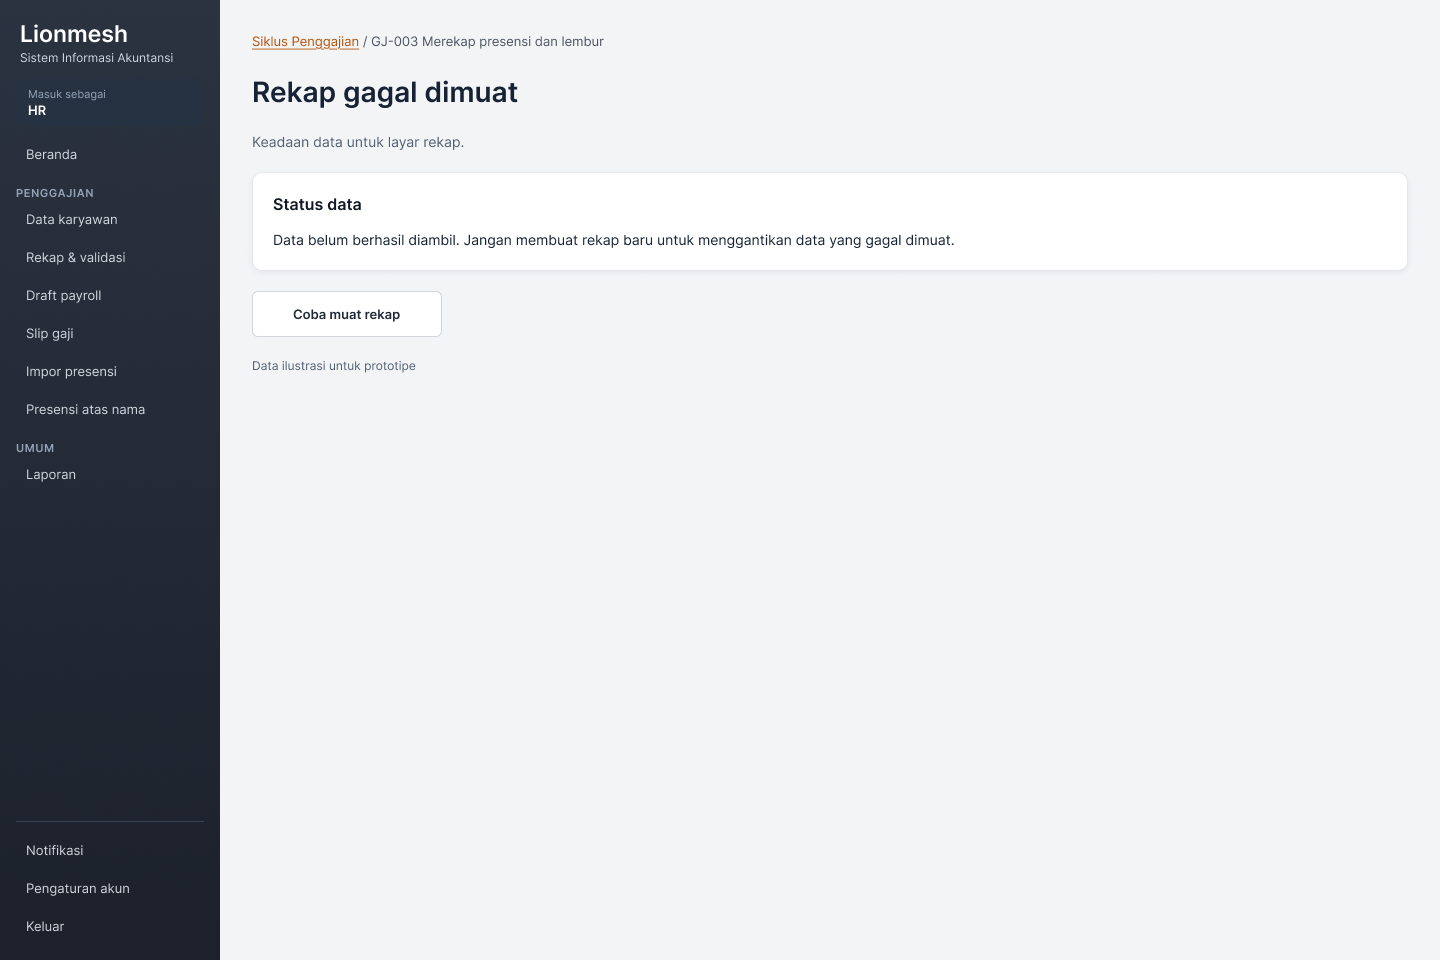 Lionmesh
Sistem Informasi Akuntansi
Masuk sebagai
HR
Beranda
PENGGAJIAN
Data karyawan
Rekap & validasi
Draft payroll
Slip gaji
Impor presensi
Presensi atas nama
UMUM
Laporan
Notifikasi
Pengaturan akun
Keluar
Siklus Penggajian / GJ-003 Merekap presensi dan lembur
Rekap gagal dimuat
Keadaan data untuk layar rekap.
Status data
Data belum berhasil diambil. Jangan membuat rekap baru untuk menggantikan data yang gagal dimuat.
Coba muat rekap
Data ilustrasi untuk prototipe